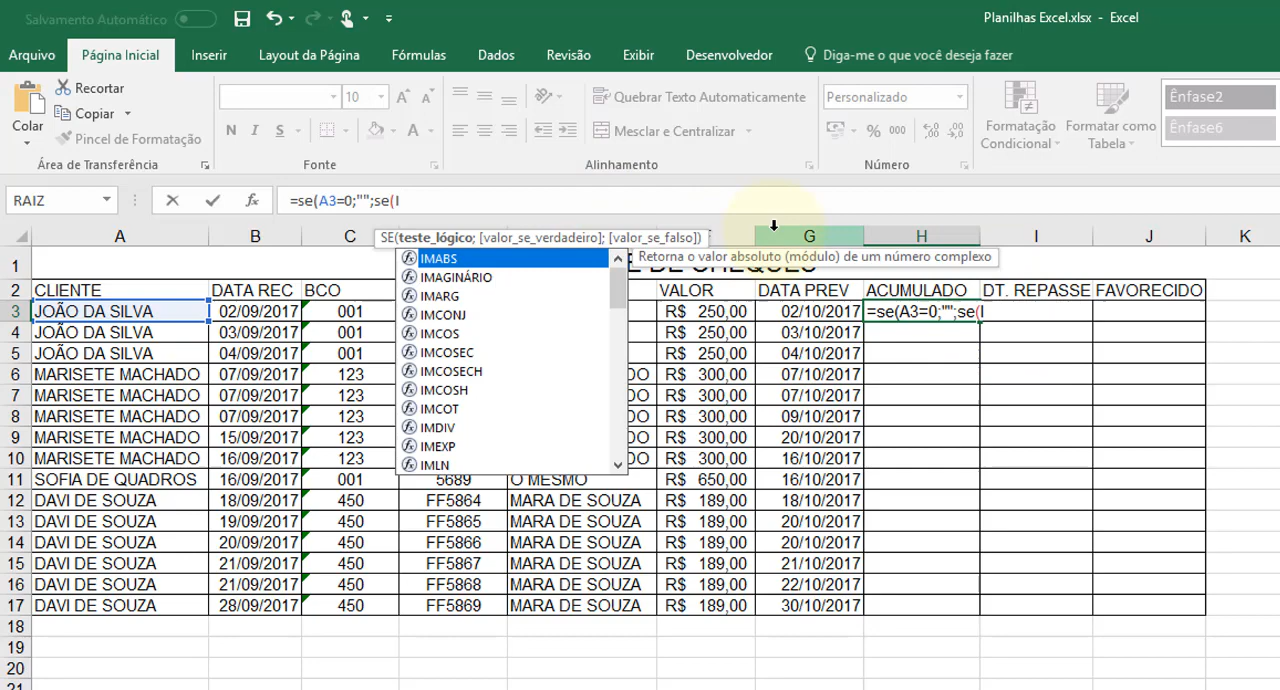 Salvamento Automático
Planilhas Excel.xlsx - Excel
Arquivo Página Inicial Inserir Layout da Página Fórmulas Dados Revisão Exibir Desenvolvedor Diga-me o que você deseja fazer
Colar
Recortar
Copiar
Pincel de Formatação
Área de Transferência
10
N I S
Fonte
Quebrar Texto Automaticamente
Mesclar e Centralizar
Alinhamento
Personalizado
% 000
Número
Formatação Condicional
Formatar como Tabela
Ênfase2
Ênfase6
RAIZ
=se(A3=0;"";se(I
SE(teste_lógico; [valor_se_verdadeiro]; [valor_se_falso])
A B C G H I J K
Retorna o valor absoluto (módulo) de um número complexo
IMABS
IMAGINÁRIO
IMARG
IMCONJ
IMCOS
IMCOSEC
IMCOSECH
IMCOSH
IMCOT
IMDIV
IMEXP
IMLN
1 E DE CHEQUES
2 CLIENTE DATA REC BCO VALOR DATA PREV ACUMULADO DT. REPASSE FAVORECIDO
3 JOÃO DA SILVA 02/09/2017 001 R$ 250,00 02/10/2017 =se(A3=0;"";se(I
4 JOÃO DA SILVA 03/09/2017 001 R$ 250,00 03/10/2017
5 JOÃO DA SILVA 04/09/2017 001 R$ 250,00 04/10/2017
6 MARISETE MACHADO 07/09/2017 123 DO R$ 300,00 07/10/2017
7 MARISETE MACHADO 07/09/2017 123 DO R$ 300,00 07/10/2017
8 MARISETE MACHADO 07/09/2017 123 DO R$ 300,00 09/10/2017
9 MARISETE MACHADO 15/09/2017 123 DO R$ 300,00 20/10/2017
10 MARISETE MACHADO 16/09/2017 123 DO R$ 300,00 16/10/2017
11 SOFIA DE QUADROS 16/09/2017 001 5689 O MESMO R$ 650,00 16/10/2017
12 DAVI DE SOUZA 18/09/2017 450 FF5864 MARA DE SOUZA R$ 189,00 18/10/2017
13 DAVI DE SOUZA 19/09/2017 450 FF5865 MARA DE SOUZA R$ 189,00 20/10/2017
14 DAVI DE SOUZA 20/09/2017 450 FF5866 MARA DE SOUZA R$ 189,00 20/10/2017
15 DAVI DE SOUZA 21/09/2017 450 FF5867 MARA DE SOUZA R$ 189,00 21/10/2017
16 DAVI DE SOUZA 21/09/2017 450 FF5868 MARA DE SOUZA R$ 189,00 22/10/2017
17 DAVI DE SOUZA 28/09/2017 450 FF5869 MARA DE SOUZA R$ 189,00 30/10/2017
18
19
20
21